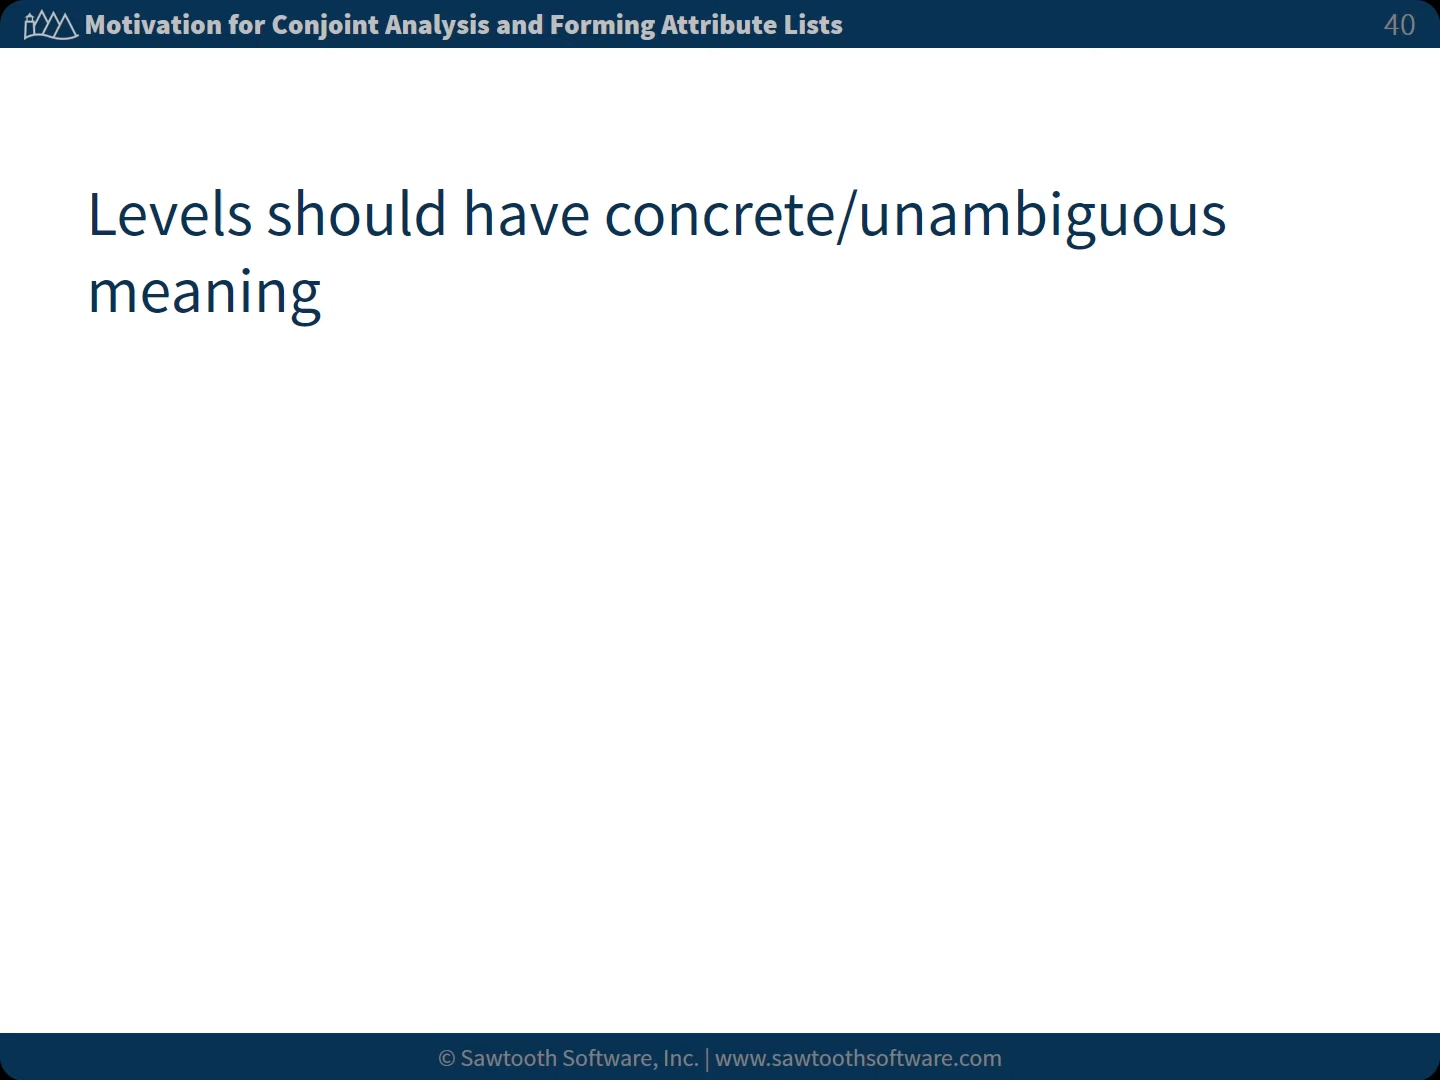 Motivation for Conjoint Analysis and Forming Attribute Lists
40
Levels should have concrete/unambiguous
meaning
© Sawtooth Software, Inc. | www.sawtoothsoftware.com